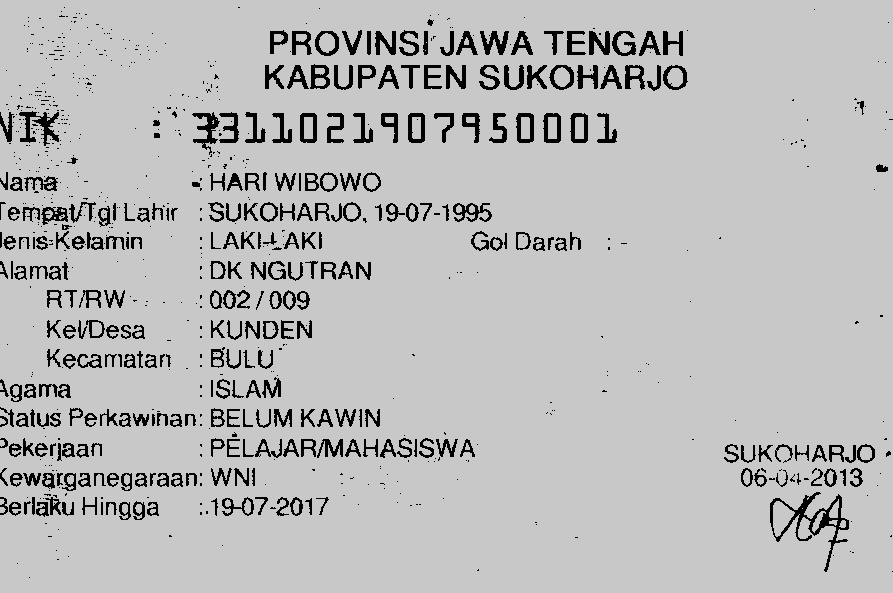 PROVINSI JAWA TENGAH
KABUPATEN SUKOHARJO
NIK : 3311021907950001
Nama : HARI WIBOWO
Tempat/Tgl Lahir : SUKOHARJO, 19-07-1995
Jenis Kelamin : LAKI-LAKI Gol Darah : -
Alamat : DK NGUTRAN
RT/RW : 002 / 009
Kel/Desa : KUNDEN
Kecamatan : BULU
Agama : ISLAM
Status Perkawinan: BELUM KAWIN
Pekerjaan : PELAJAR/MAHASISWA
Kewarganegaraan: WNI
Berlaku Hingga : 19-07-2017
SUKOHARJO
06-04-2013